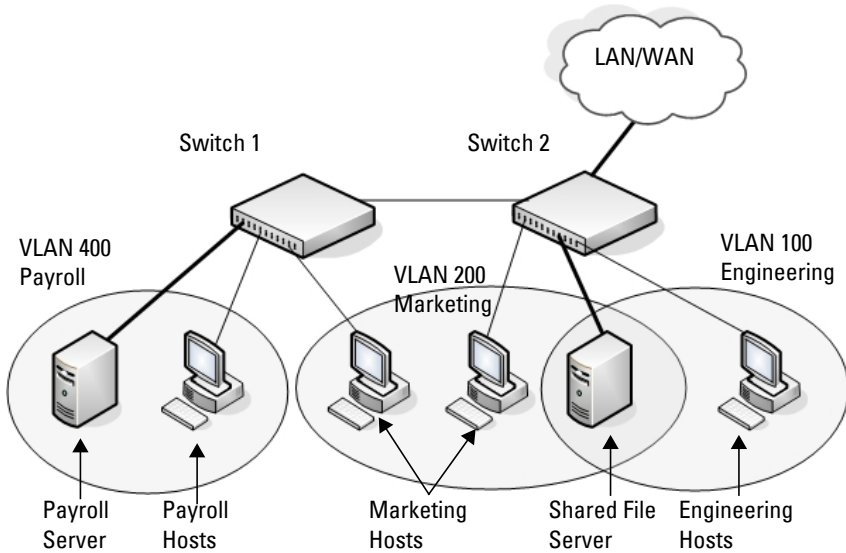 LAN/WAN
Switch 1
Switch 2
VLAN 400
Payroll
VLAN 200
Marketing
VLAN 100
Engineering
Payroll
Server
Payroll
Hosts
Marketing
Hosts
Shared File
Server
Engineering
Hosts